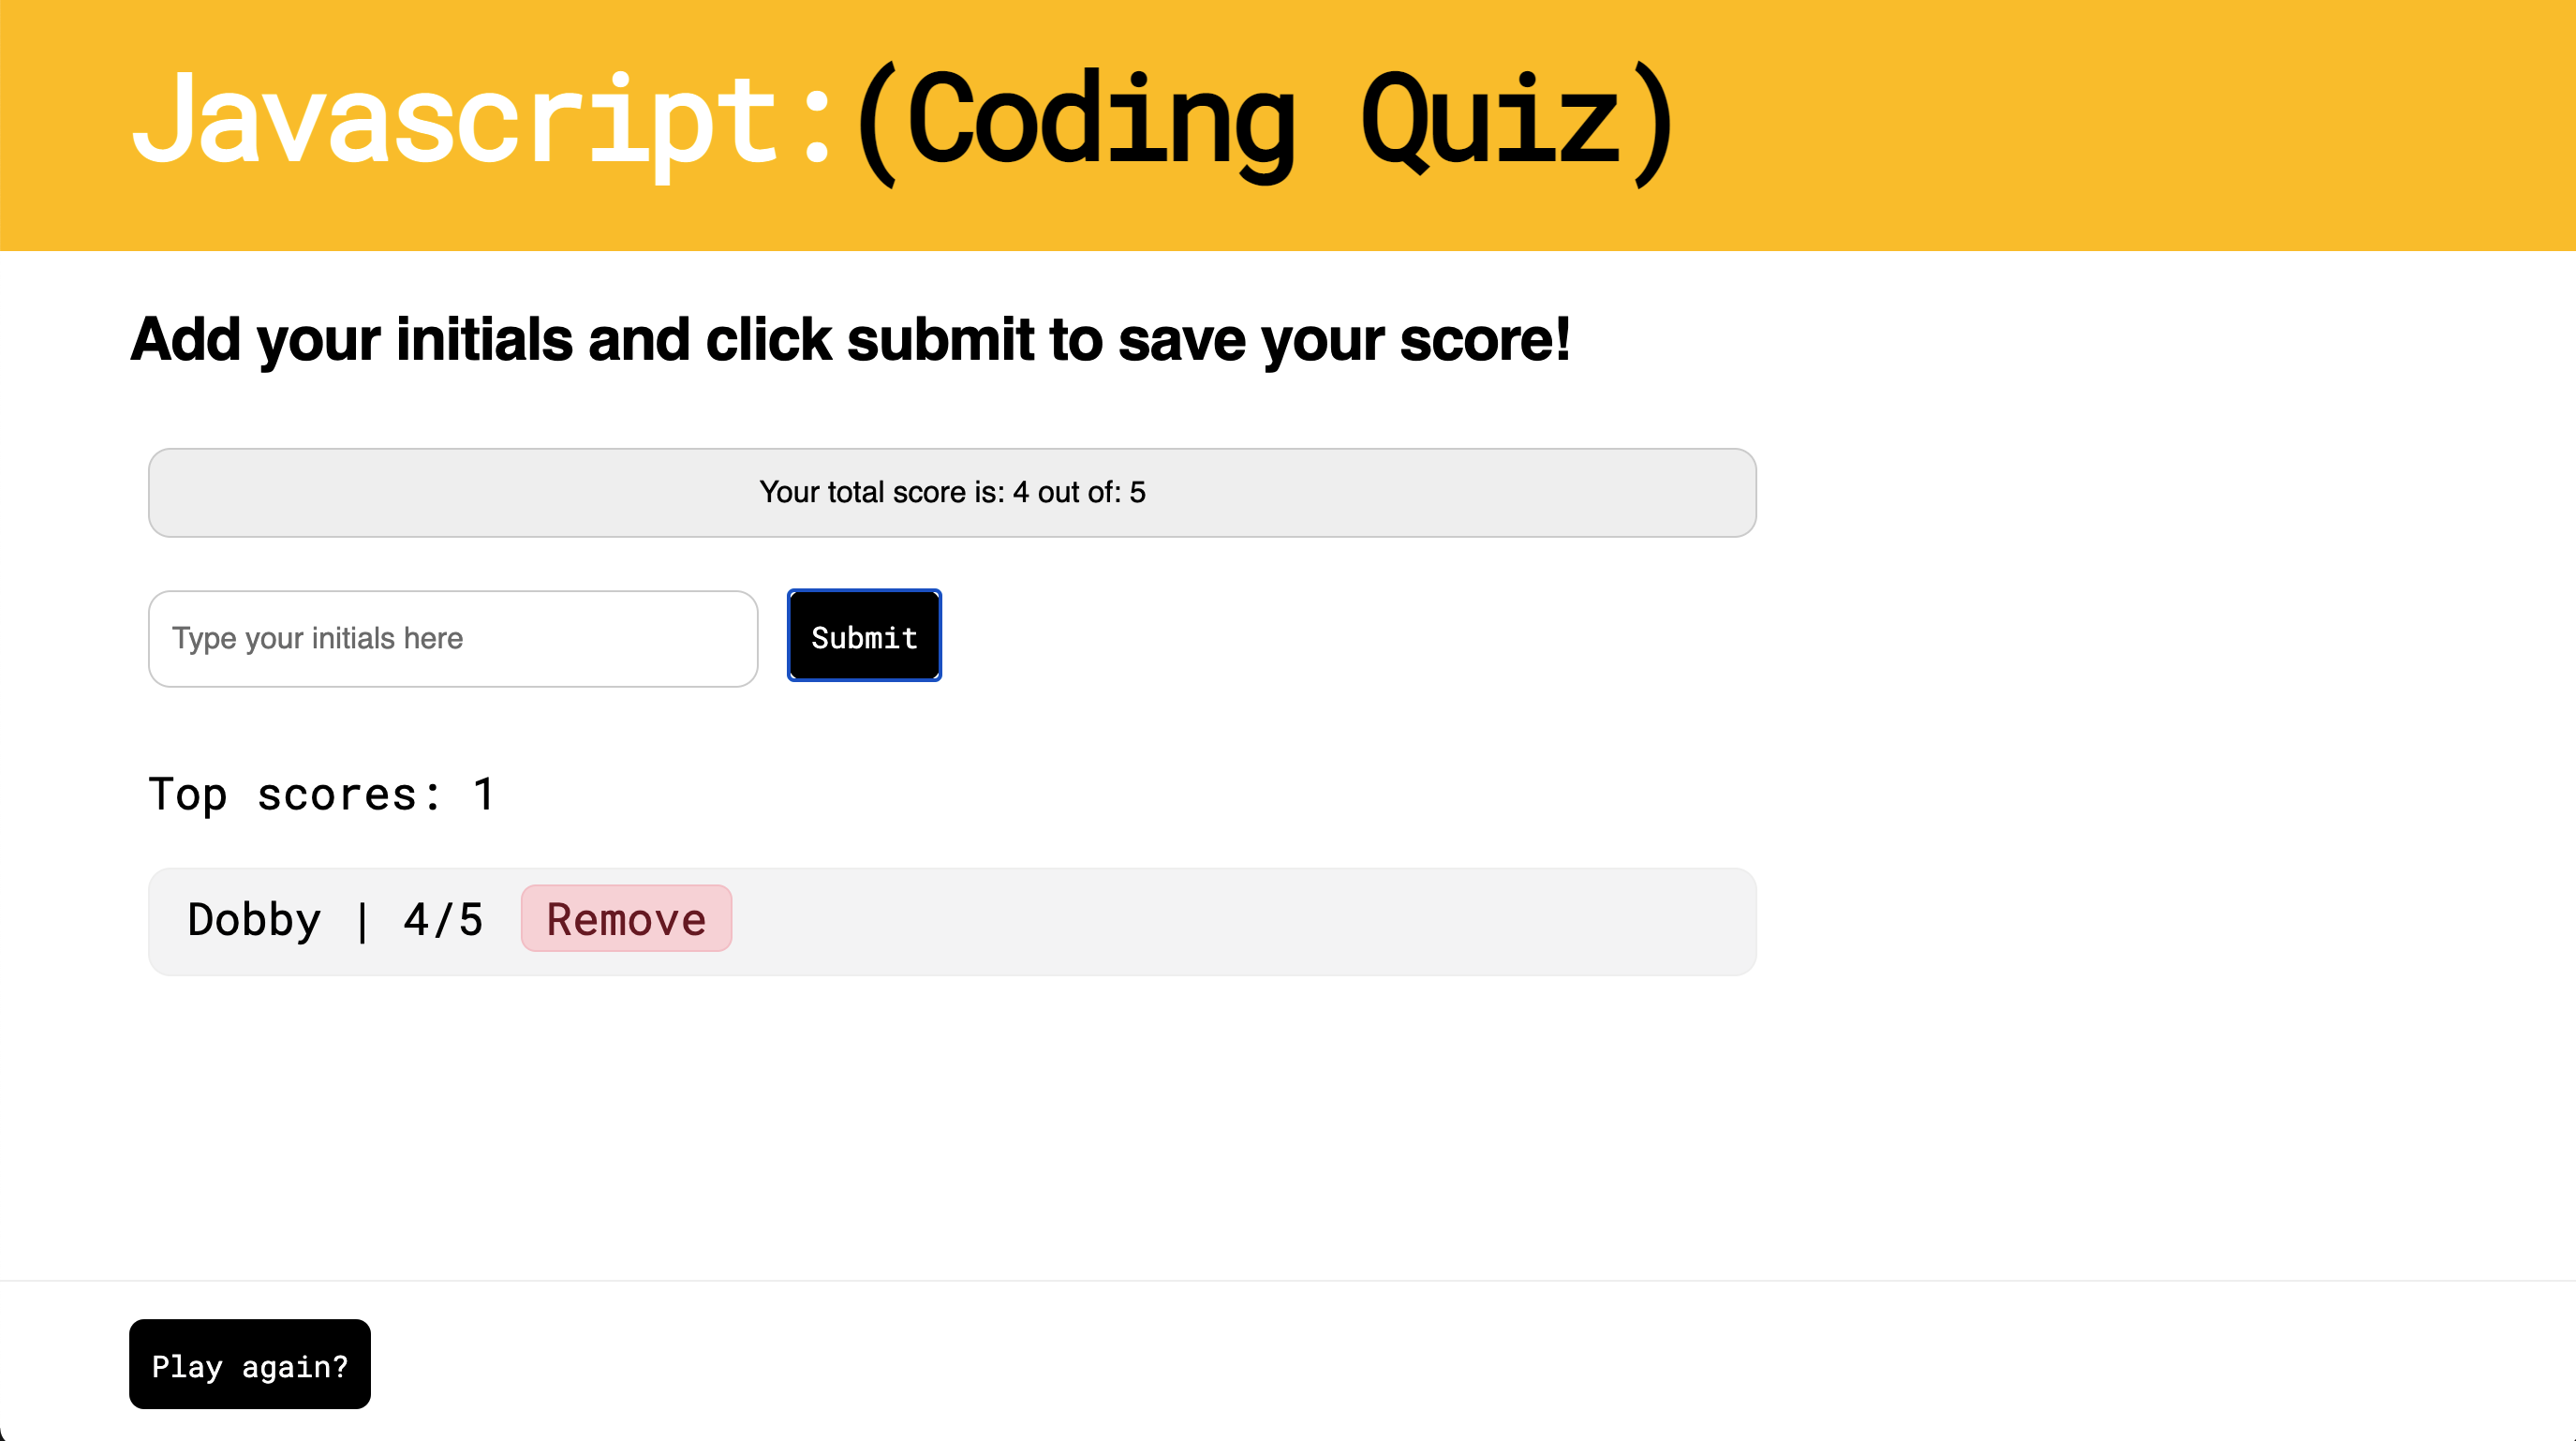 Javascript:(Coding Quiz)
Add your initials and click submit to save your score!
Your total score is: 4 out of: 5
Type your initials here
Submit
Top scores: 1
Dobby | 4/5 Remove
Play again?